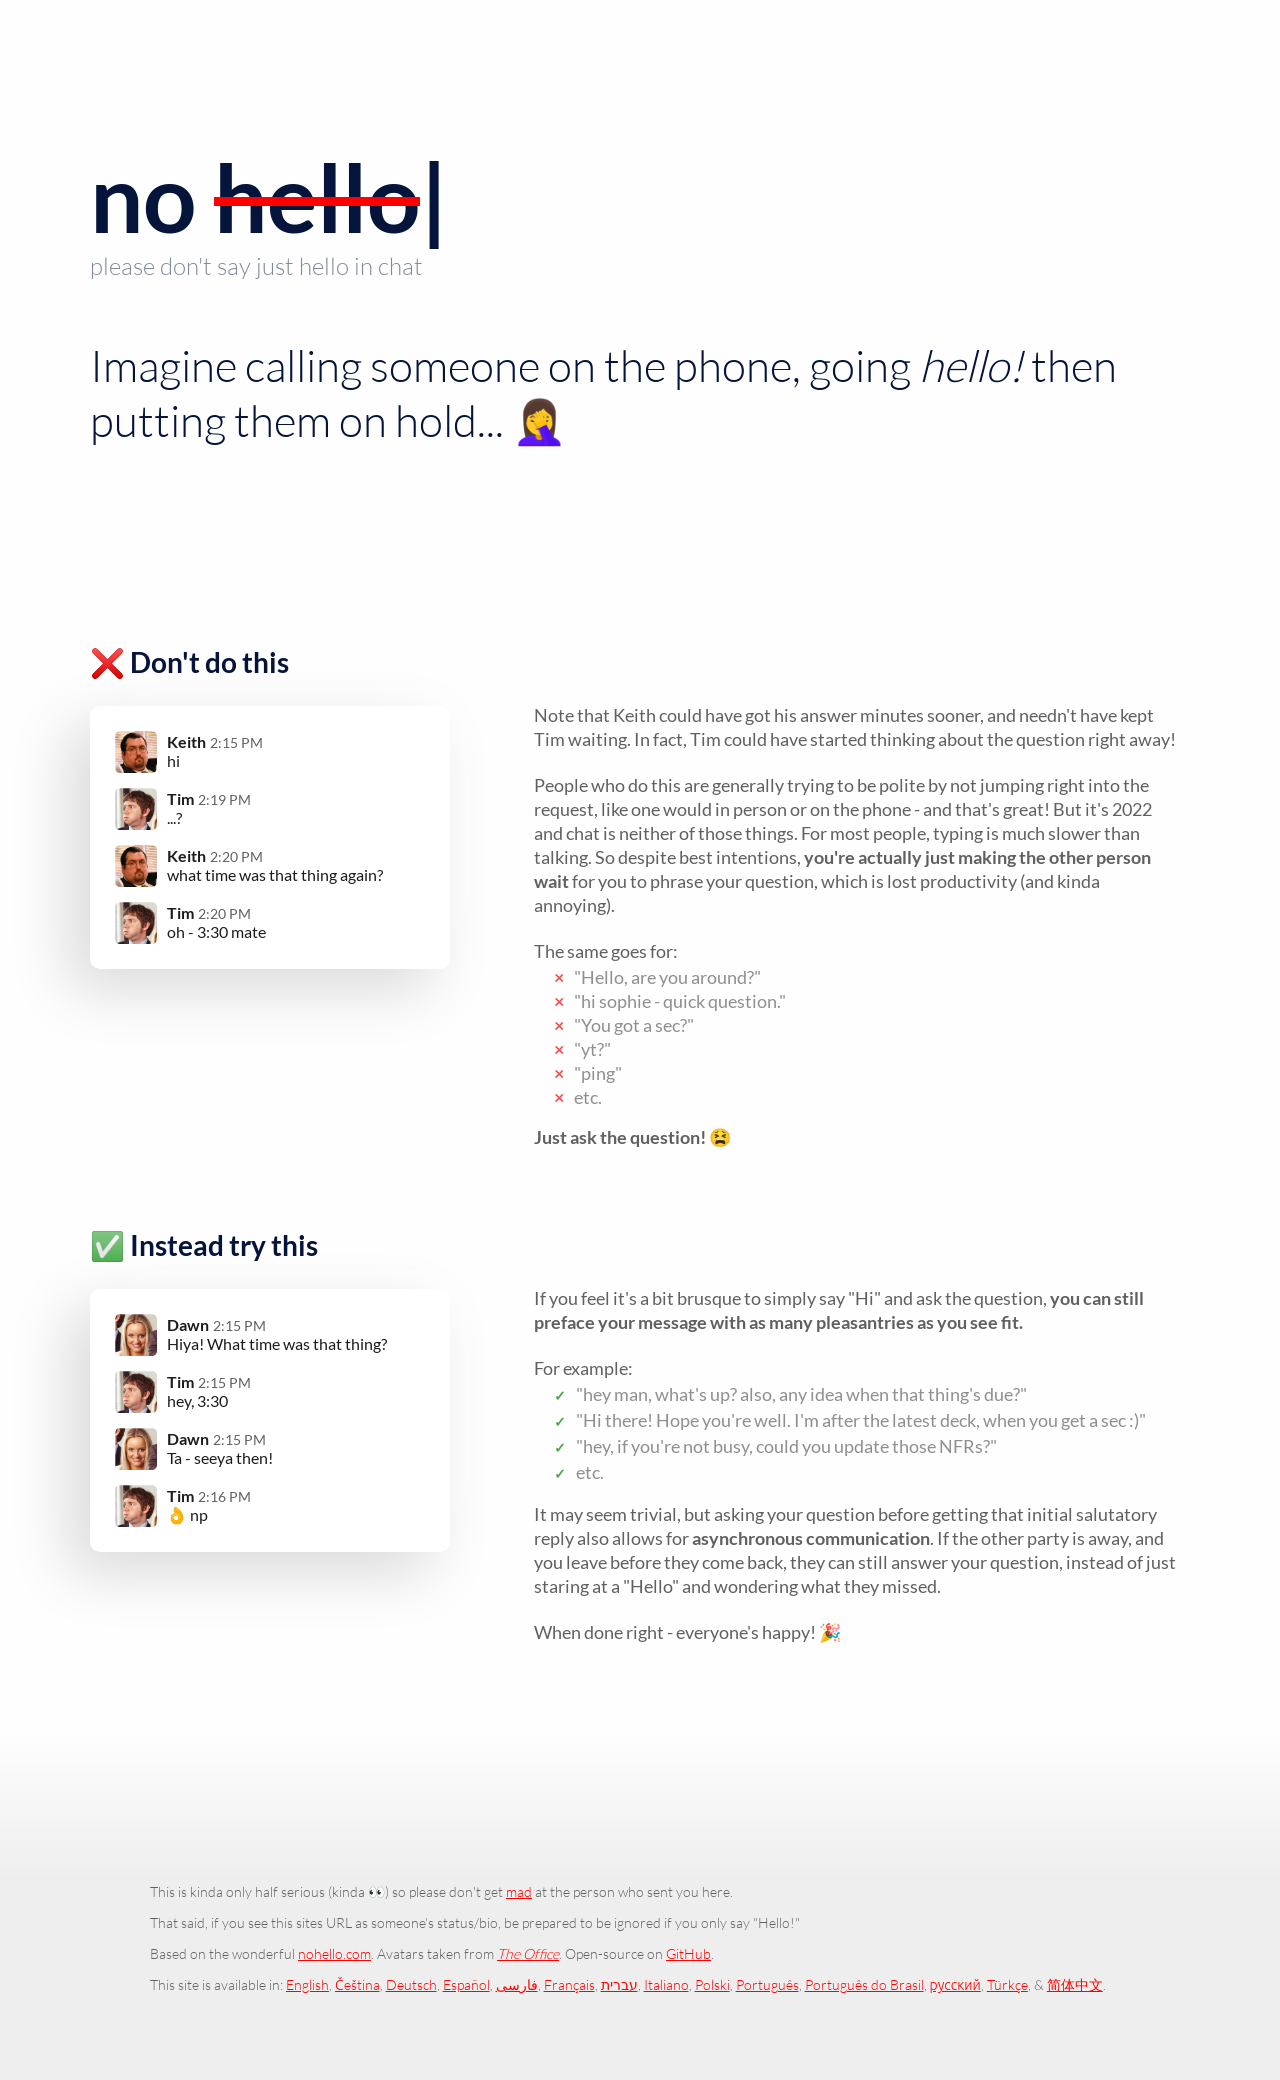 no hello|
please don't say just hello in chat
Imagine calling someone on the phone, going hello! then
putting them on hold... 🤦‍♀️
❌ Don't do this
Keith 2:15 PM
hi
Tim 2:19 PM
...?
Keith 2:20 PM
what time was that thing again?
Tim 2:20 PM
oh - 3:30 mate
Note that Keith could have got his answer minutes sooner, and needn't have kept
Tim waiting. In fact, Tim could have started thinking about the question right away!
People who do this are generally trying to be polite by not jumping right into the
request, like one would in person or on the phone - and that's great! But it's 2022
and chat is neither of those things. For most people, typing is much slower than
talking. So despite best intentions, you're actually just making the other person
wait for you to phrase your question, which is lost productivity (and kinda
annoying).
The same goes for:
× "Hello, are you around?"
× "hi sophie - quick question."
× "You got a sec?"
× "yt?"
× "ping"
× etc.
Just ask the question! 😫
✅ Instead try this
Dawn 2:15 PM
Hiya! What time was that thing?
Tim 2:15 PM
hey, 3:30
Dawn 2:15 PM
Ta - seeya then!
Tim 2:16 PM
👌 np
If you feel it's a bit brusque to simply say "Hi" and ask the question, you can still
preface your message with as many pleasantries as you see fit.
For example:
✓ "hey man, what's up? also, any idea when that thing's due?"
✓ "Hi there! Hope you're well. I'm after the latest deck, when you get a sec :)"
✓ "hey, if you're not busy, could you update those NFRs?"
✓ etc.
It may seem trivial, but asking your question before getting that initial salutatory
reply also allows for asynchronous communication. If the other party is away, and
you leave before they come back, they can still answer your question, instead of just
staring at a "Hello" and wondering what they missed.
When done right - everyone's happy! 🎉
This is kinda only half serious (kinda 👀) so please don't get mad at the person who sent you here.
That said, if you see this sites URL as someone's status/bio, be prepared to be ignored if you only say "Hello!"
Based on the wonderful nohello.com. Avatars taken from The Office. Open-source on GitHub.
This site is available in: English, Čeština, Deutsch, Español, فارسی, Français, עברית, Italiano, Polski, Português, Português do Brasil, русский, Türkçe, & 简体中文.